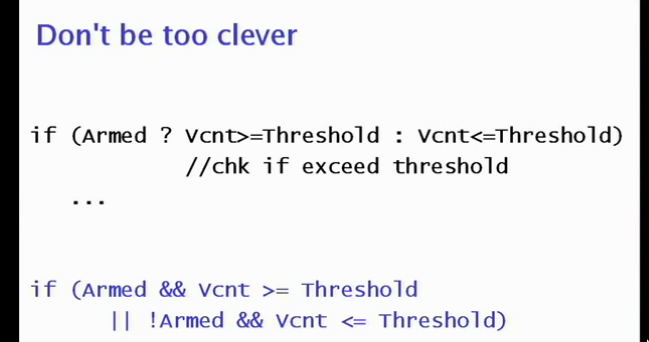 Don't be too clever
if (Armed ? Vcnt>=Threshold : Vcnt<=Threshold)
//chk if exceed threshold
...
if (Armed && Vcnt >= Threshold
|| !Armed && Vcnt <= Threshold)